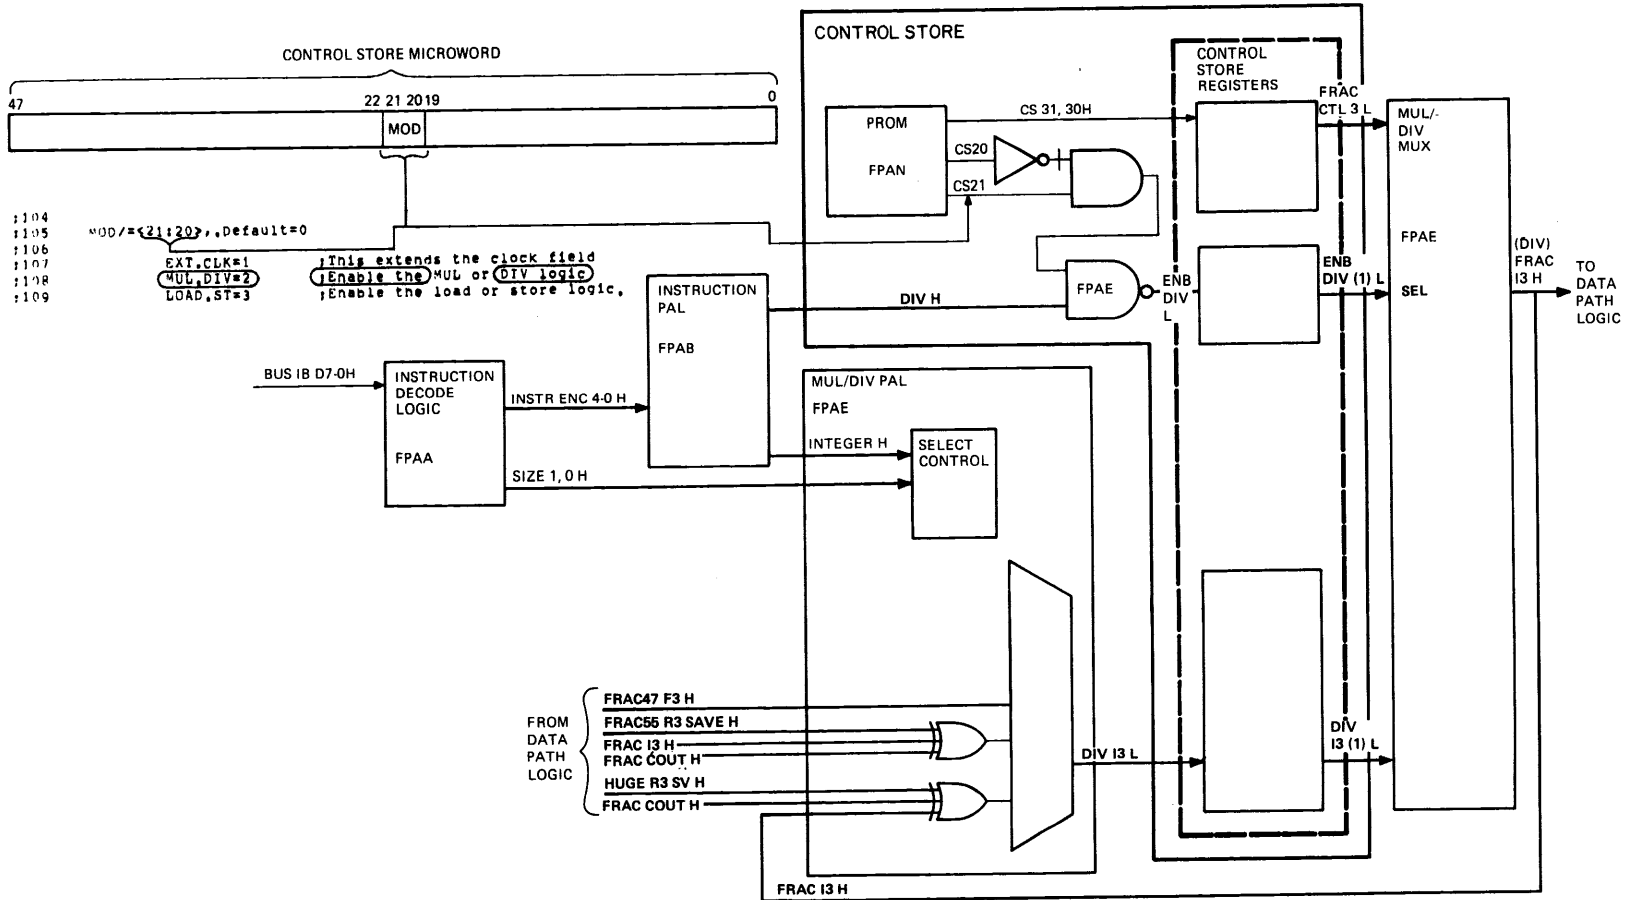 CONTROL STORE MICROWORD
47
22 21 20 19
0
MOD
;104
;105 MOD/=<21:20>,.Default=0
;106
;107 EXT.CLK=1 ;This extends the clock field
;108 MUL.DIV=2 ;Enable the MUL or DIV logic
;109 LOAD.ST=3 ;Enable the load or store logic.
CONTROL STORE
CONTROL
STORE
REGISTERS
PROM
FPAN
CS 31, 30H
CS20
CS21
FRAC
CTL 3 L
MUL/-
DIV
MUX
FPAE
SEL
(DIV)
FRAC
I3 H
TO
DATA
PATH
LOGIC
FPAE
ENB
DIV
L
ENB
DIV (1) L
INSTRUCTION
PAL
FPAB
DIV H
BUS IB D7-0H
INSTRUCTION
DECODE
LOGIC
FPAA
INSTR ENC 4-0 H
SIZE 1, 0 H
MUL/DIV PAL
FPAE
INTEGER H
SELECT
CONTROL
FROM
DATA
PATH
LOGIC
FRAC47 F3 H
FRAC55 R3 SAVE H
FRAC I3 H
FRAC COUT H
HUGE R3 SV H
FRAC COUT H
DIV I3 L
DIV
I3 (1) L
FRAC I3 H